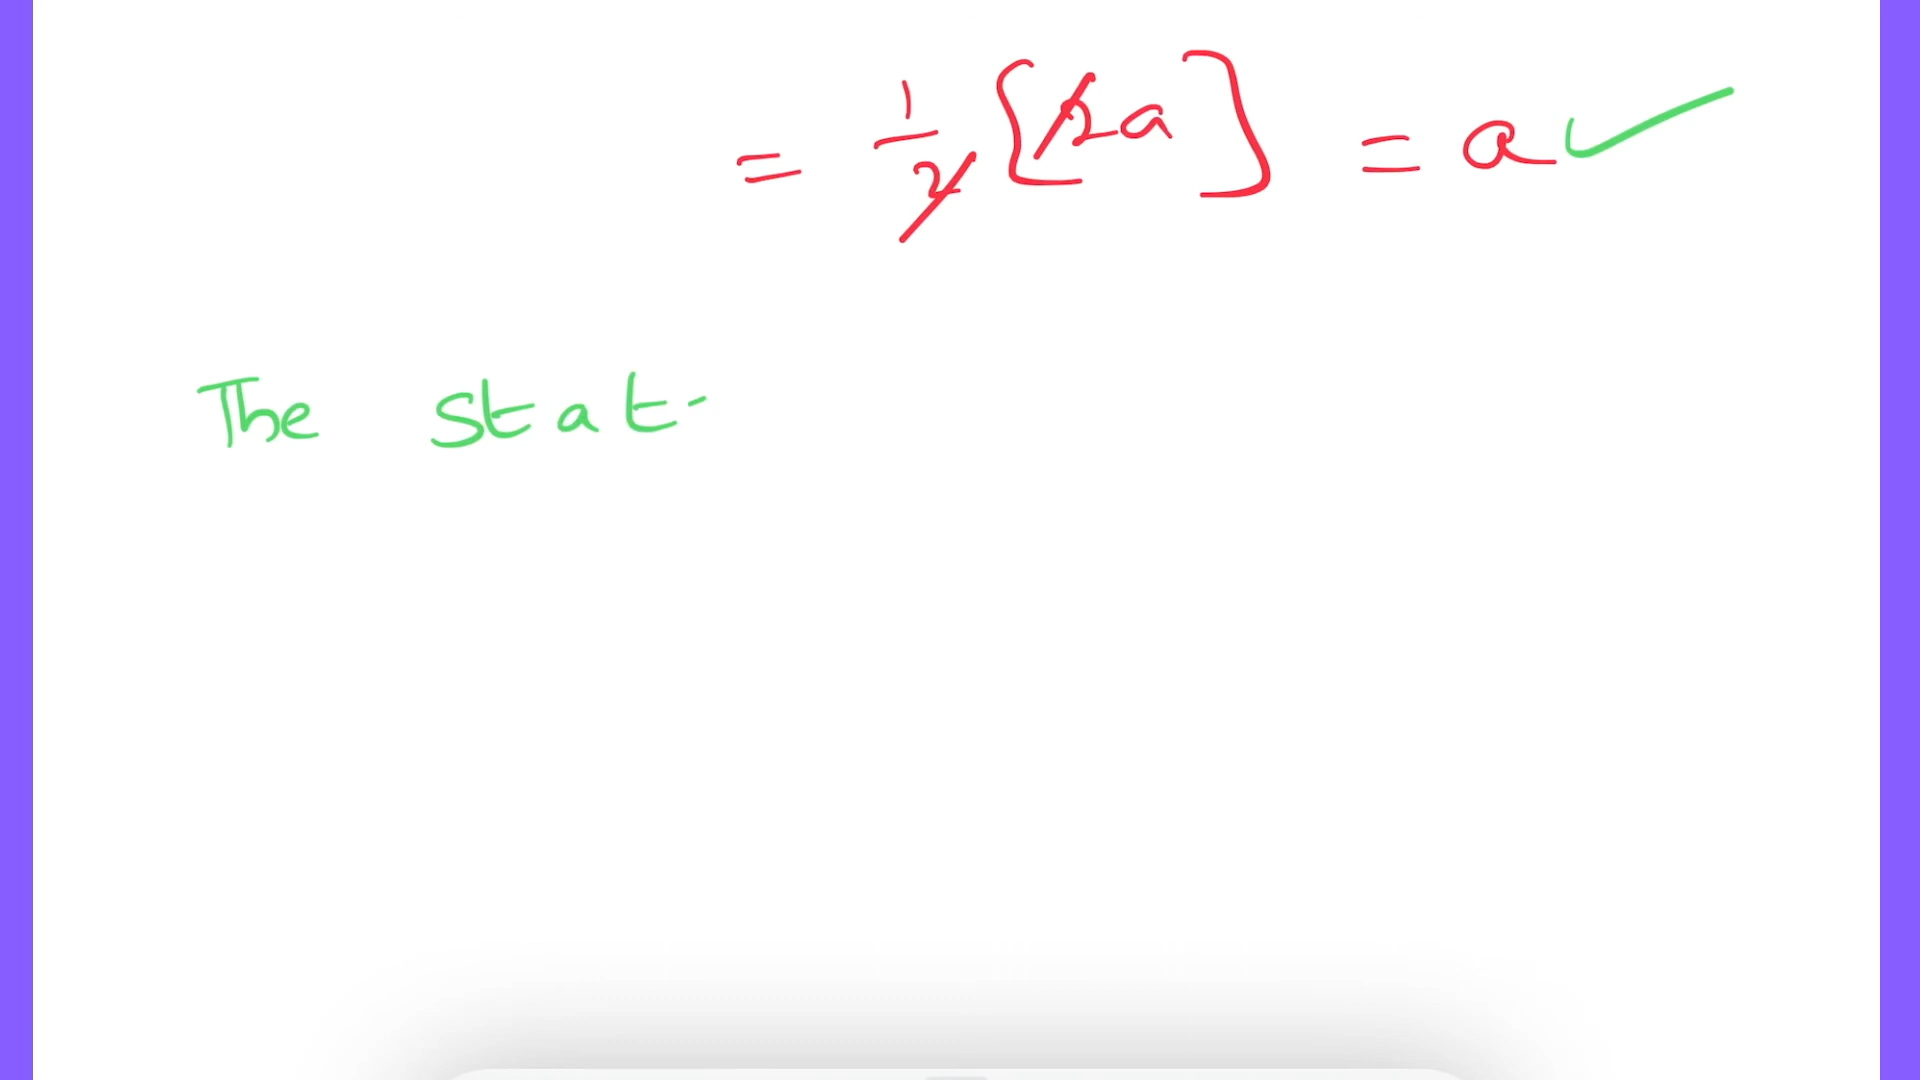 = 1/2 [2a] = a ✓
The stat-